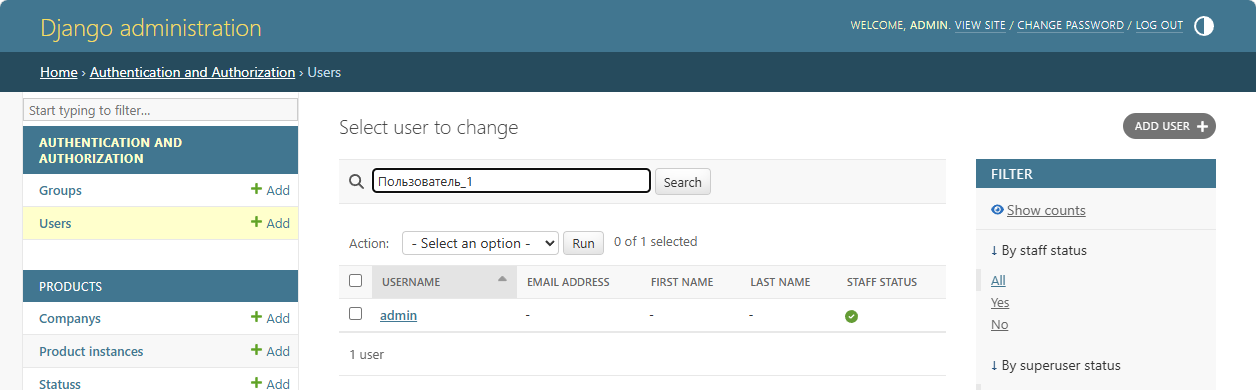 Django administration
WELCOME, ADMIN. VIEW SITE / CHANGE PASSWORD / LOG OUT
Home › Authentication and Authorization › Users
Start typing to filter...
AUTHENTICATION AND
AUTHORIZATION
Groups
Add
Users
Add
PRODUCTS
Companys
Add
Product instances
Add
Statuss
Add
Select user to change
ADD USER
Пользователь_1
Search
Action:
- Select an option -
Run
0 of 1 selected
USERNAME
EMAIL ADDRESS
FIRST NAME
LAST NAME
STAFF STATUS
admin
-
-
-
1 user
FILTER
Show counts
↓ By staff status
All
Yes
No
↓ By superuser status